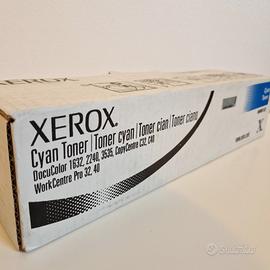 XEROX.
Cyan Toner | Toner cyan | Toner cian | Toner ciano
DocuColor 1632, 2240, 3535, CopyCentre C32, C40
WorkCentre Pro 32, 40
X